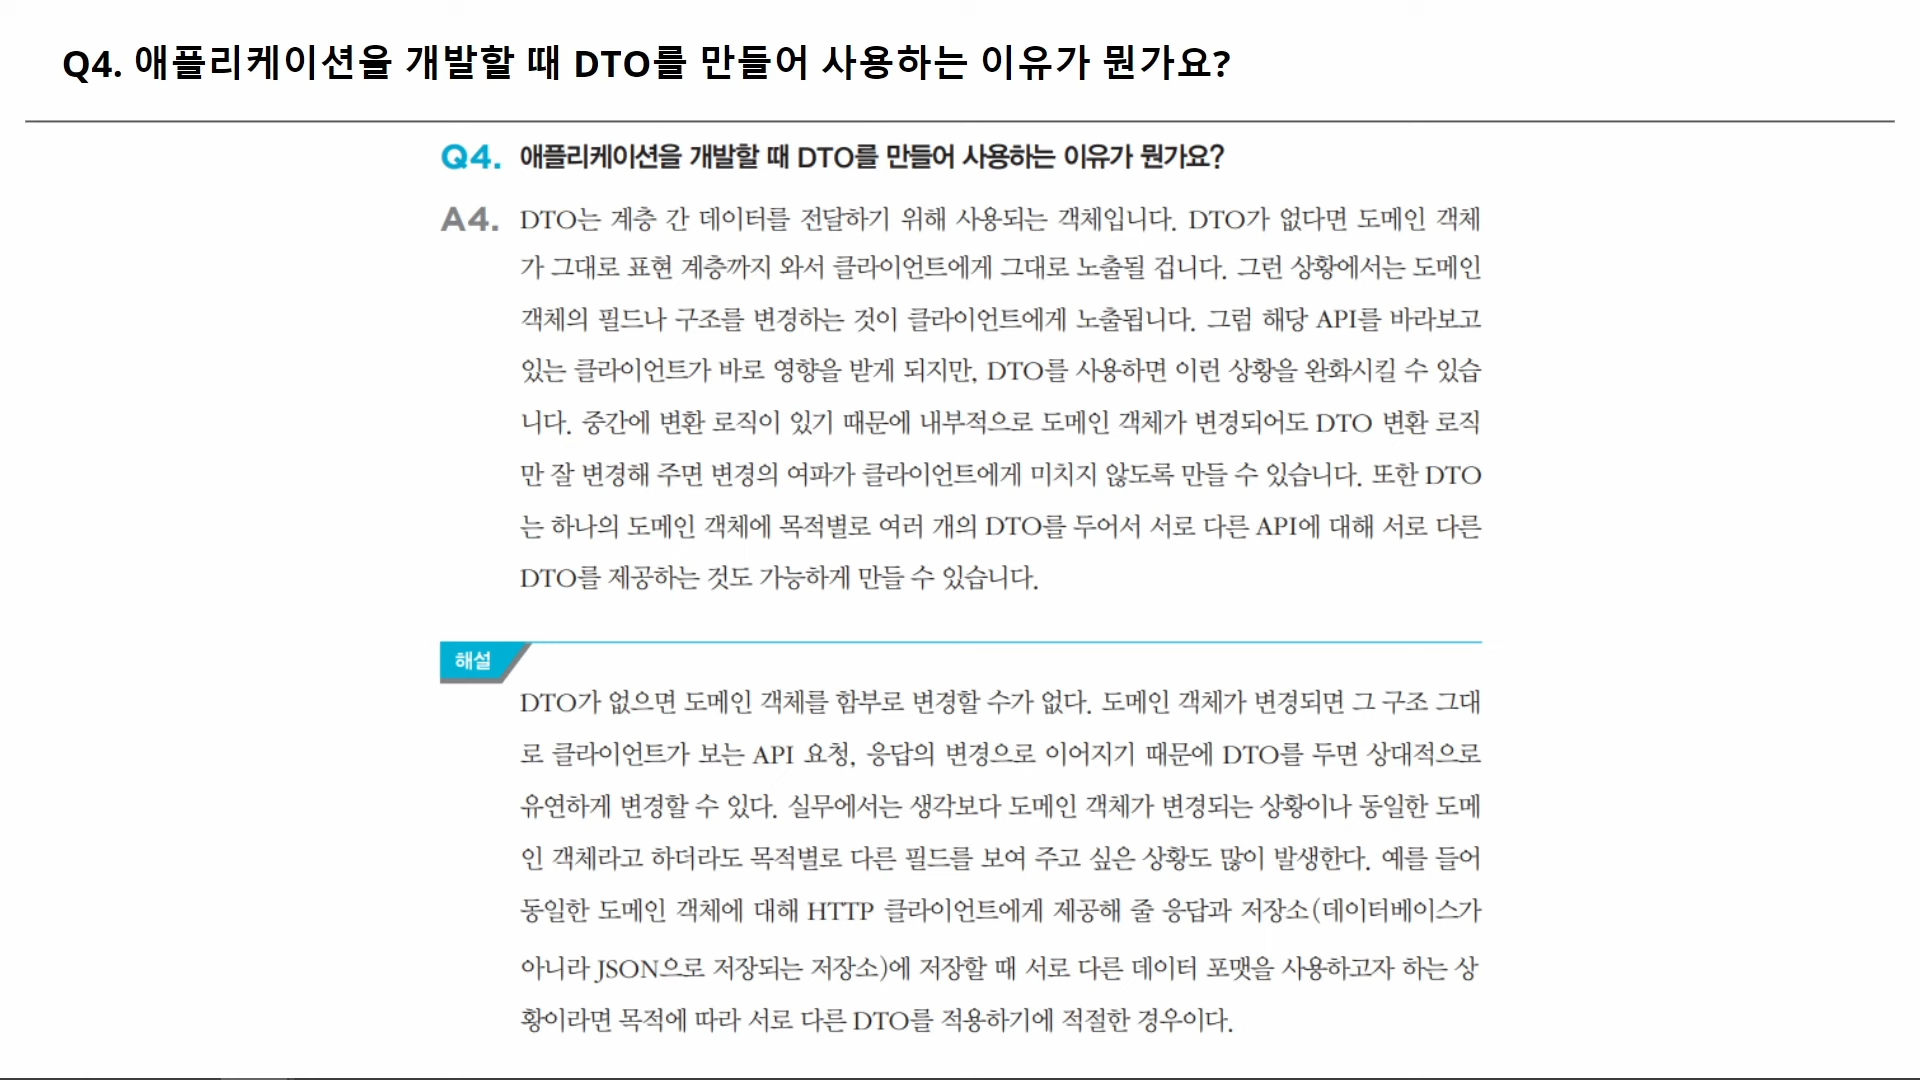 Q4. 애플리케이션을 개발할 때 DTO를 만들어 사용하는 이유가 뭔가요?
Q4. 애플리케이션을 개발할 때 DTO를 만들어 사용하는 이유가 뭔가요?
A4. DTO는 계층 간 데이터를 전달하기 위해 사용되는 객체입니다. DTO가 없다면 도메인 객체
가 그대로 표현 계층까지 와서 클라이언트에게 그대로 노출될 겁니다. 그런 상황에서는 도메인
객체의 필드나 구조를 변경하는 것이 클라이언트에게 노출됩니다. 그럼 해당 API를 바라보고
있는 클라이언트가 바로 영향을 받게 되지만, DTO를 사용하면 이런 상황을 완화시킬 수 있습
니다. 중간에 변환 로직이 있기 때문에 내부적으로 도메인 객체가 변경되어도 DTO 변환 로직
만 잘 변경해 주면 변경의 여파가 클라이언트에게 미치지 않도록 만들 수 있습니다. 또한 DTO
는 하나의 도메인 객체에 목적별로 여러 개의 DTO를 두어서 서로 다른 API에 대해 서로 다른
DTO를 제공하는 것도 가능하게 만들 수 있습니다.
해설
DTO가 없으면 도메인 객체를 함부로 변경할 수가 없다. 도메인 객체가 변경되면 그 구조 그대
로 클라이언트가 보는 API 요청, 응답의 변경으로 이어지기 때문에 DTO를 두면 상대적으로
유연하게 변경할 수 있다. 실무에서는 생각보다 도메인 객체가 변경되는 상황이나 동일한 도메
인 객체라고 하더라도 목적별로 다른 필드를 보여 주고 싶은 상황도 많이 발생한다. 예를 들어
동일한 도메인 객체에 대해 HTTP 클라이언트에게 제공해 줄 응답과 저장소(데이터베이스가
아니라 JSON으로 저장되는 저장소)에 저장할 때 서로 다른 데이터 포맷을 사용하고자 하는 상
황이라면 목적에 따라 서로 다른 DTO를 적용하기에 적절한 경우이다.